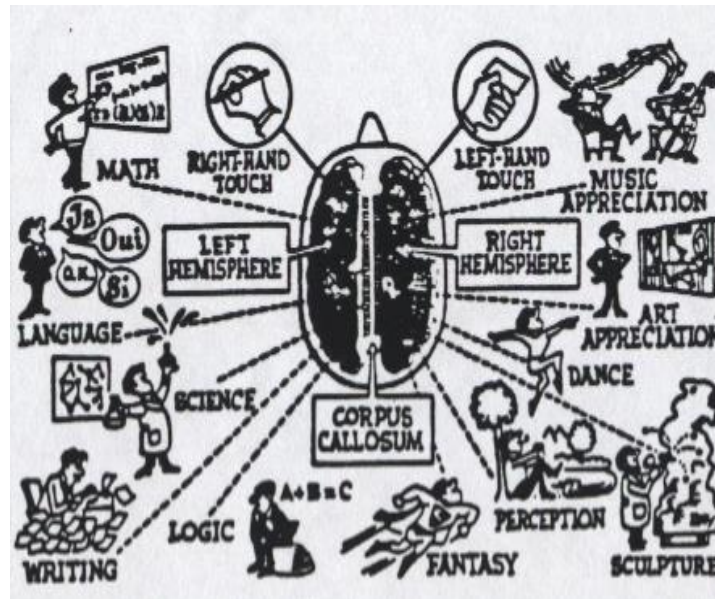 MATH
RIGHT-HAND
TOUCH
LEFT-HAND
TOUCH
MUSIC
APPRECIATION
Ja
Oui
O.K.
Si
LANGUAGE
LEFT
HEMISPHERE
RIGHT
HEMISPHERE
ART
APPRECIATION
SCIENCE
DANCE
CORPUS
CALLOSUM
A+B=C
LOGIC
WRITING
FANTASY
PERCEPTION
SCULPTURE